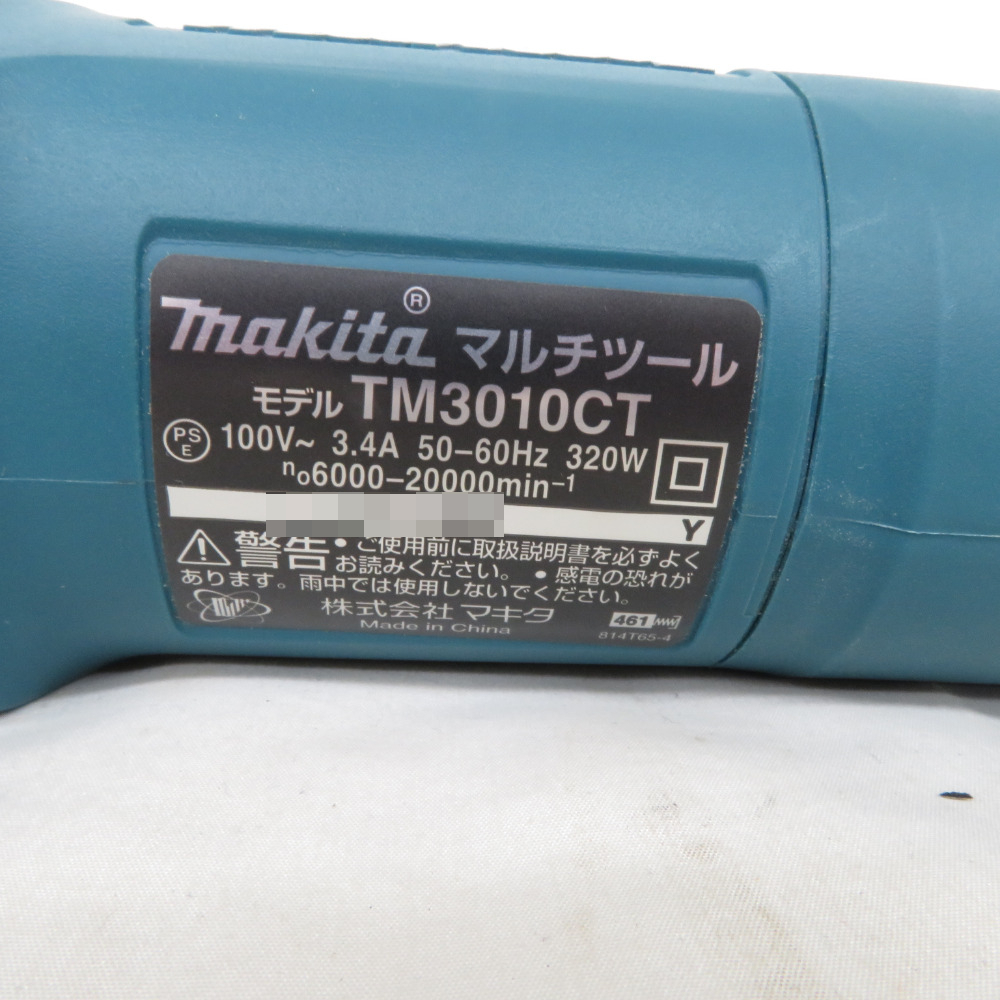 makita® マルチツール
モデル TM3010CT
PSE 100V~ 3.4A 50-60Hz 320W
n₀6000-20000min⁻¹
Y
警告 ・ご使用前に取扱説明書を必ずよく
お読みください。 ・感電の恐れが
あります。雨中では使用しないでください。
株式会社 マキタ
Made in China
461
814T65-4